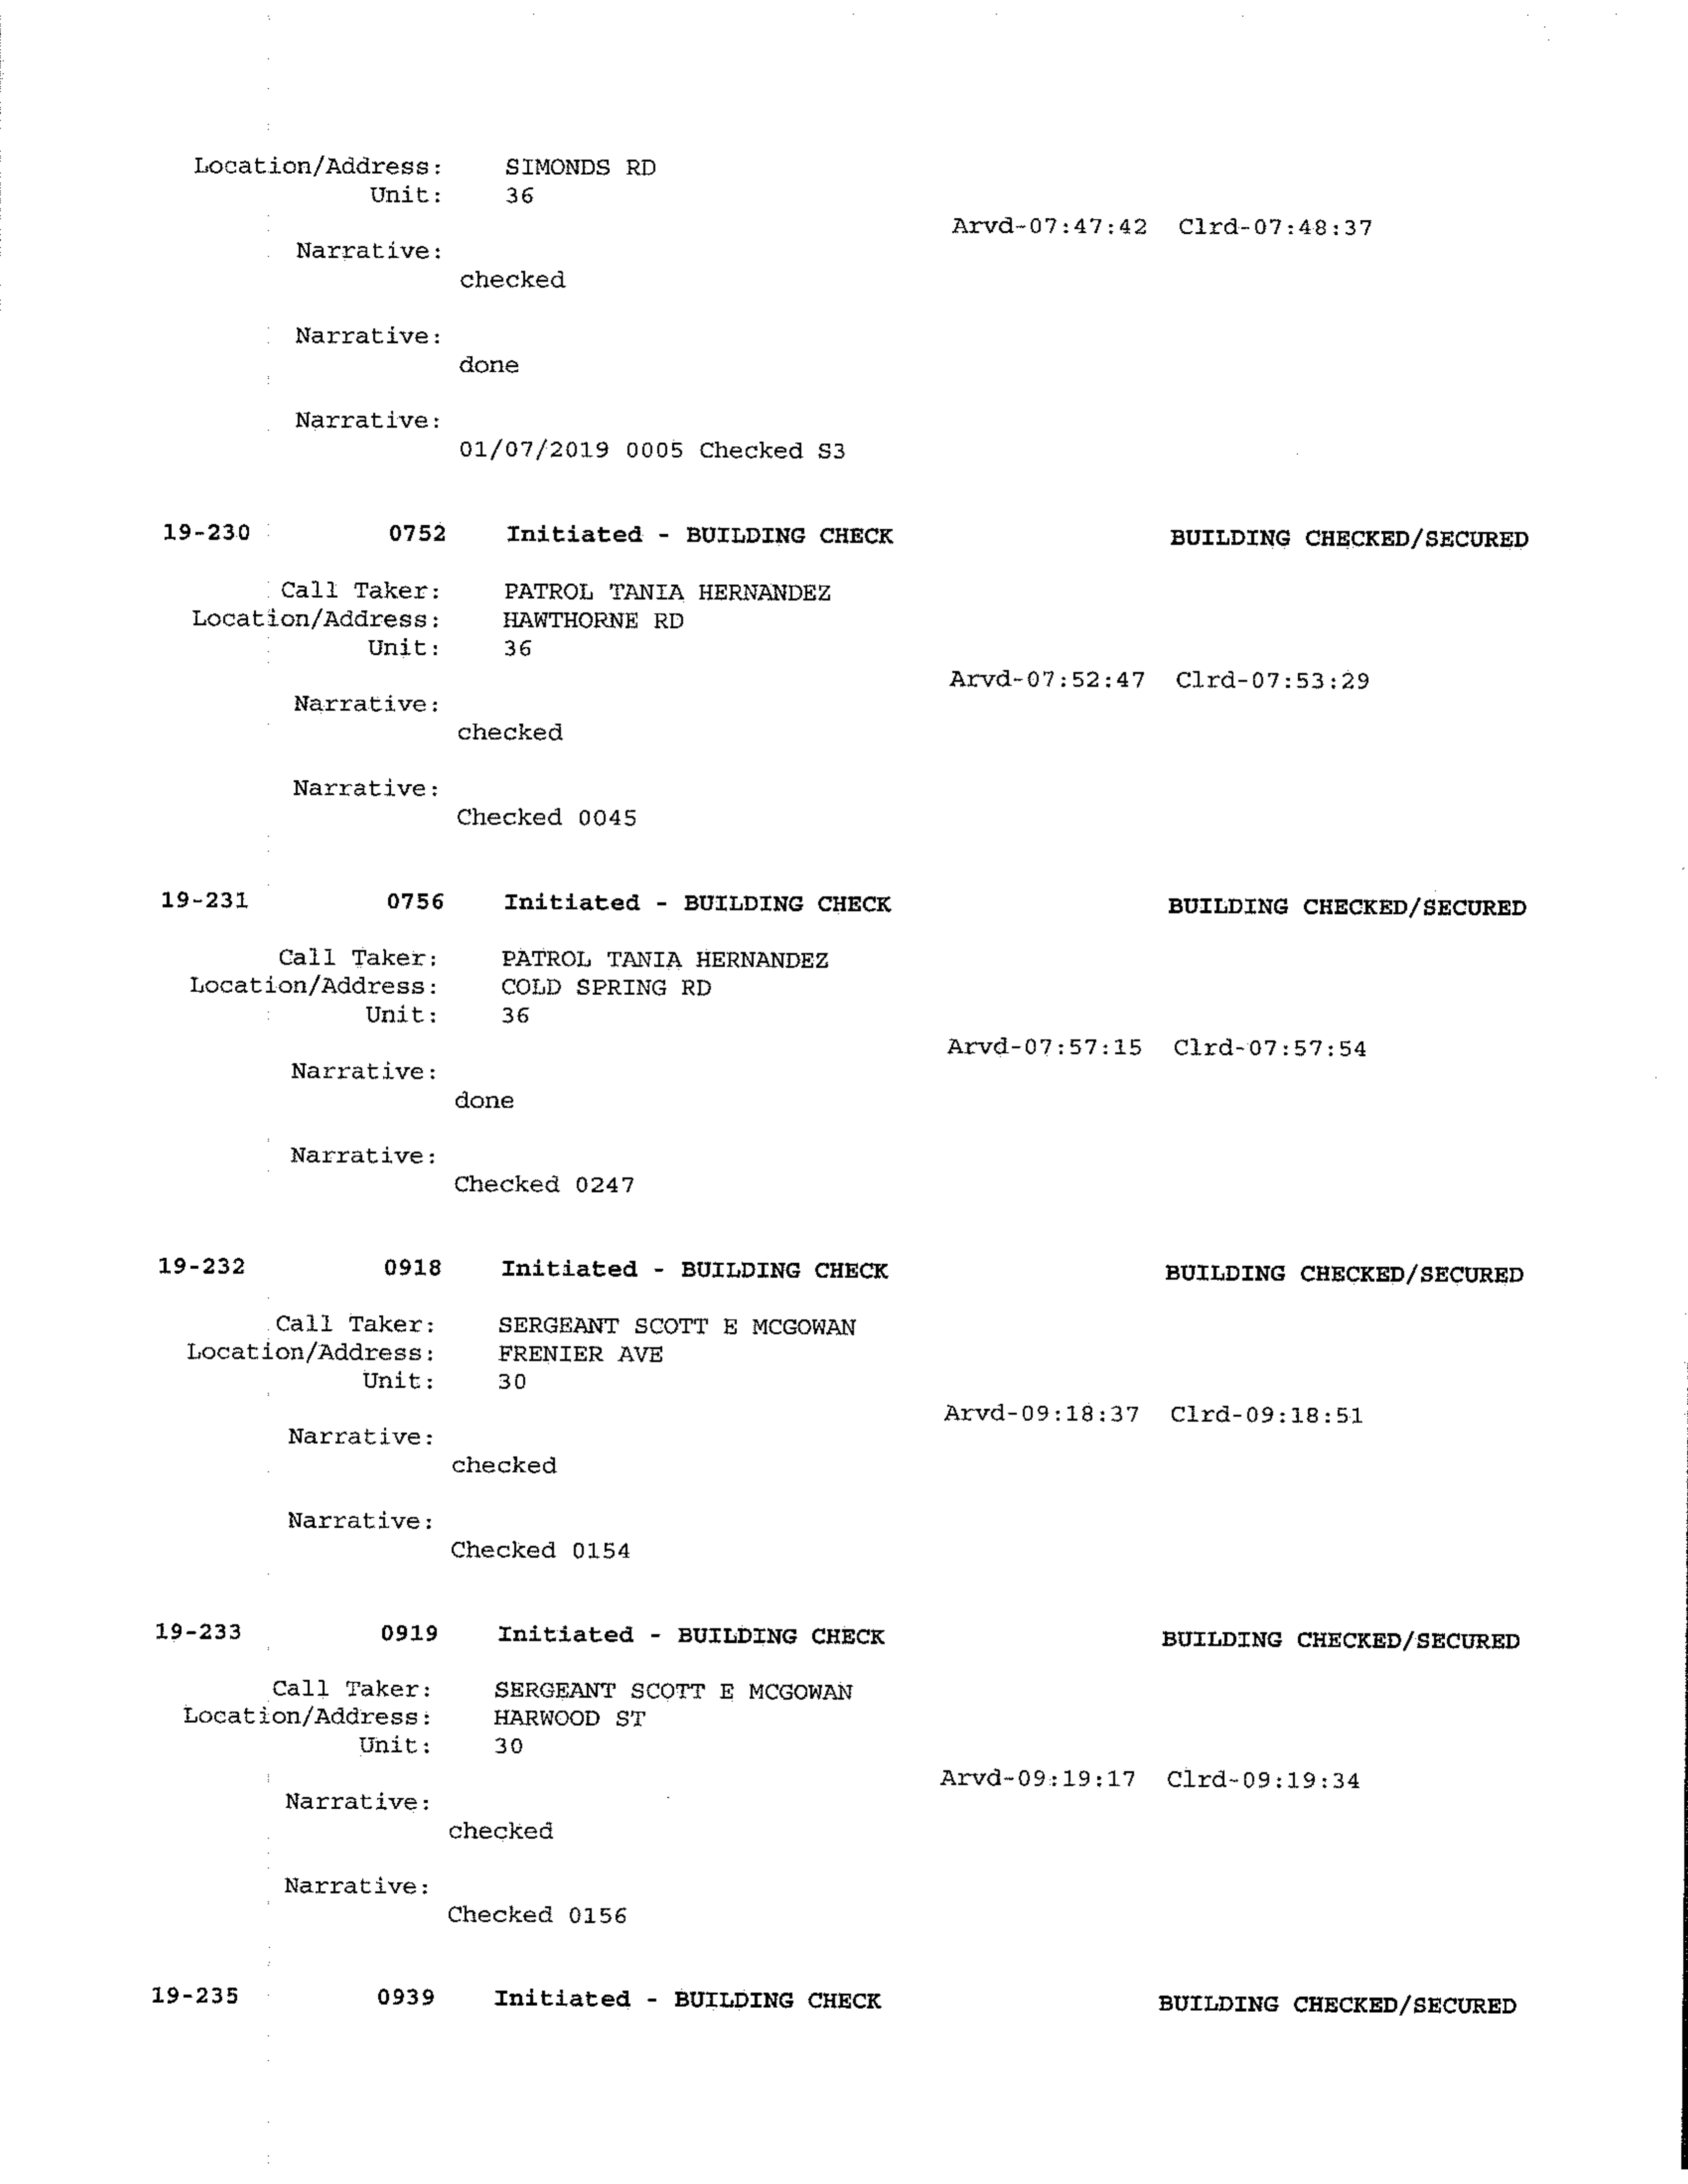 Location/Address: SIMONDS RD
Unit: 36
Arvd-07:47:42 Clrd-07:48:37
Narrative:
checked
Narrative:
done
Narrative:
01/07/2019 0005 Checked S3
19-230 0752 Initiated - BUILDING CHECK BUILDING CHECKED/SECURED
Call Taker: PATROL TANIA HERNANDEZ
Location/Address: HAWTHORNE RD
Unit: 36
Arvd-07:52:47 Clrd-07:53:29
Narrative:
checked
Narrative:
Checked 0045
19-231 0756 Initiated - BUILDING CHECK BUILDING CHECKED/SECURED
Call Taker: PATROL TANIA HERNANDEZ
Location/Address: COLD SPRING RD
Unit: 36
Arvd-07:57:15 Clrd-07:57:54
Narrative:
done
Narrative:
Checked 0247
19-232 0918 Initiated - BUILDING CHECK BUILDING CHECKED/SECURED
Call Taker: SERGEANT SCOTT E MCGOWAN
Location/Address: FRENIER AVE
Unit: 30
Arvd-09:18:37 Clrd-09:18:51
Narrative:
checked
Narrative:
Checked 0154
19-233 0919 Initiated - BUILDING CHECK BUILDING CHECKED/SECURED
Call Taker: SERGEANT SCOTT E MCGOWAN
Location/Address: HARWOOD ST
Unit: 30
Arvd-09:19:17 Clrd-09:19:34
Narrative:
checked
Narrative:
Checked 0156
19-235 0939 Initiated - BUILDING CHECK BUILDING CHECKED/SECURED